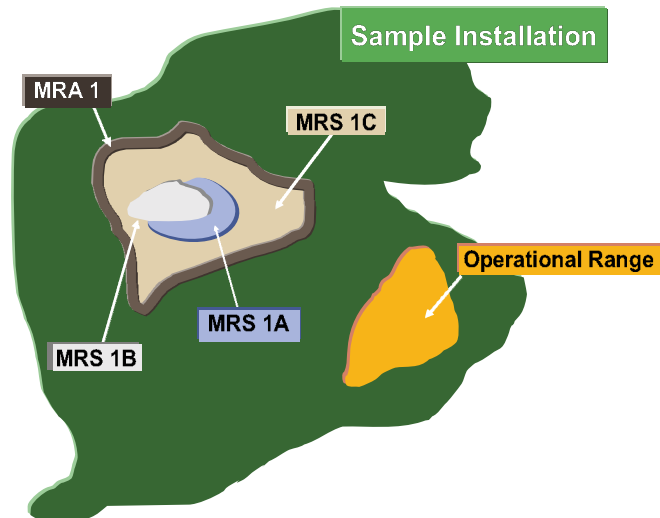 Sample Installation
MRA 1
MRS 1C
Operational Range
MRS 1A
MRS 1B